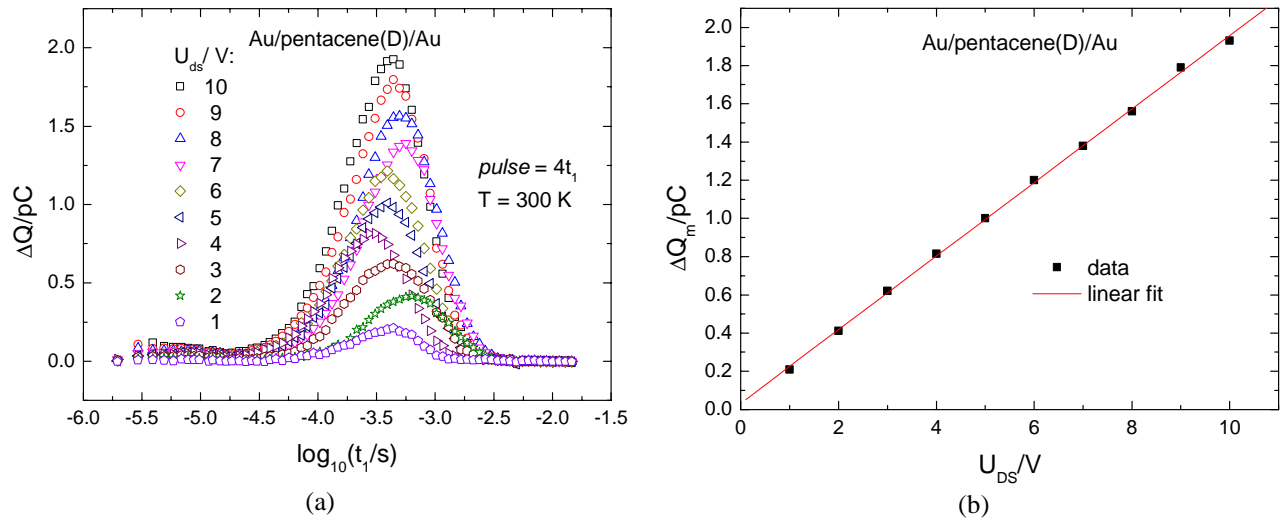 Au/pentacene(D)/Au
U_ds/ V:
10
9
8
7
6
5
4
3
2
1
pulse = 4t_1
T = 300 K
2.0
1.5
1.0
0.5
0.0
ΔQ/pC
-6.0 -5.5 -5.0 -4.5 -4.0 -3.5 -3.0 -2.5 -2.0 -1.5
log_10(t_1/s)
(a)
Au/pentacene(D)/Au
2.0
1.8
1.6
1.4
1.2
1.0
0.8
0.6
0.4
0.2
0.0
ΔQ_m/pC
data
linear fit
0 2 4 6 8 10
U_DS/V
(b)